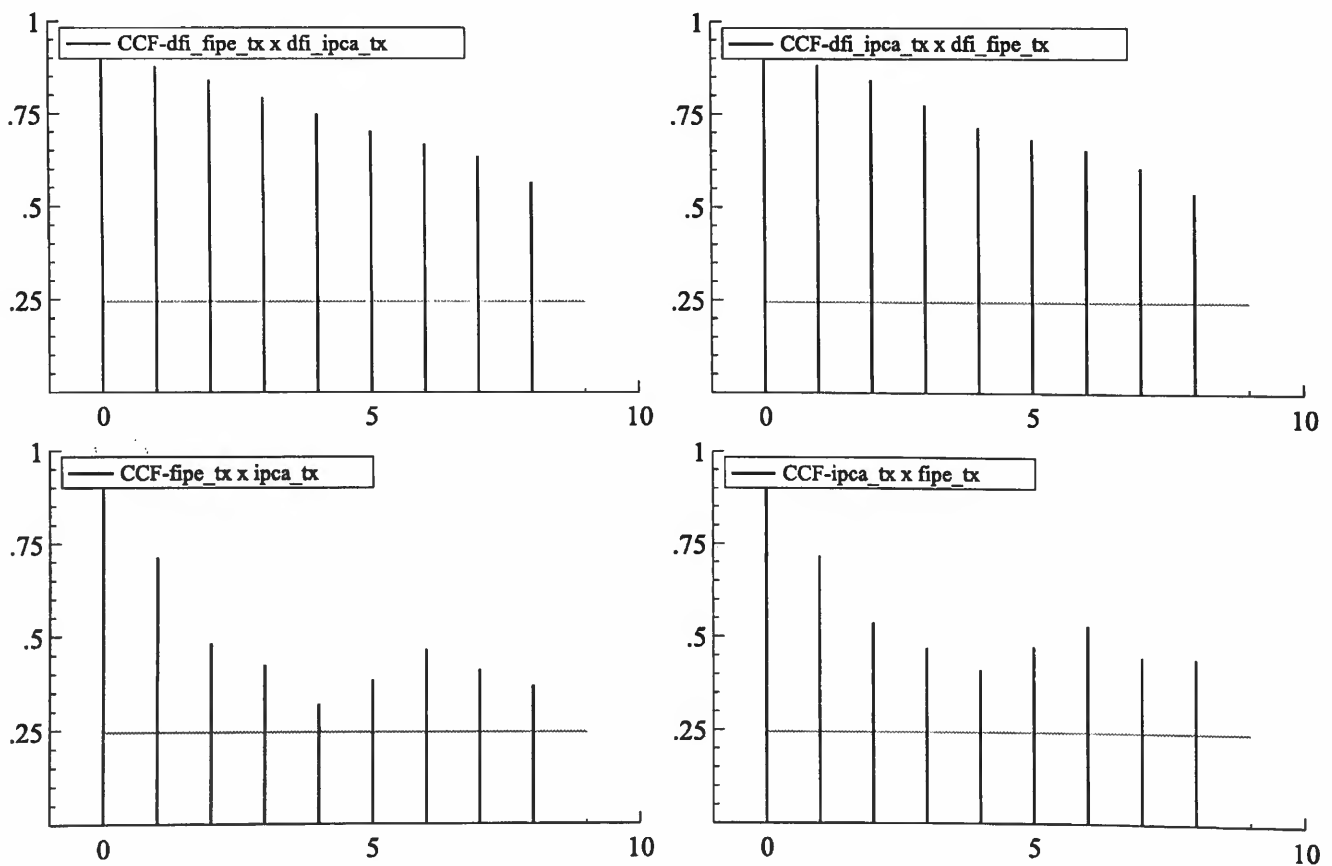 1
CCF-dfi_fipe_tx x dfi_ipca_tx
.75
.5
.25
0 5 10
1
CCF-dfi_ipca_tx x dfi_fipe_tx
.75
.5
.25
0 5 10
1
CCF-fipe_tx x ipca_tx
.75
.5
.25
0 5 10
1
CCF-ipca_tx x fipe_tx
.75
.5
.25
0 5 10